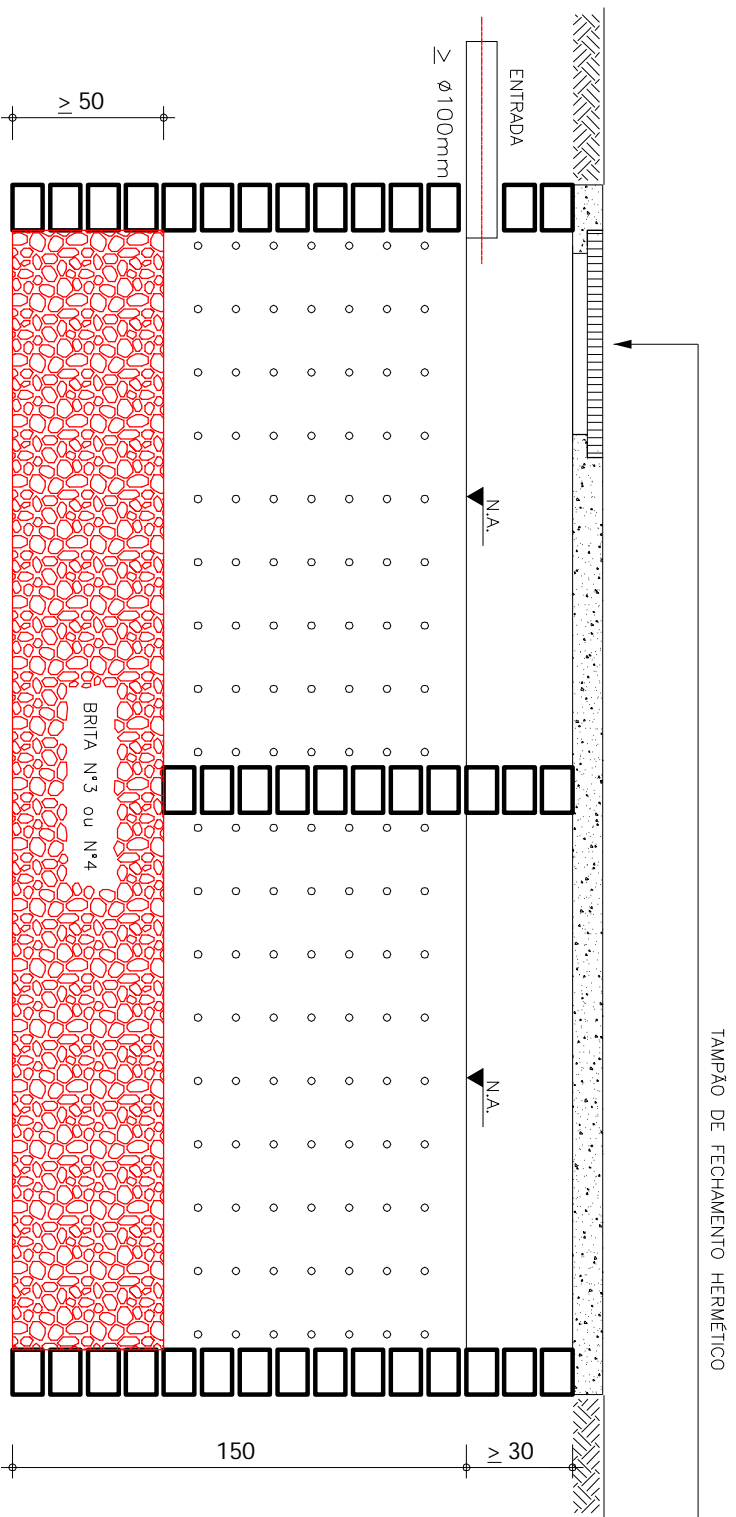 TAMPÃO DE FECHAMENTO HERMÉTICO
ENTRADA
≥ Ø100mm
N.A.
N.A.
BRITA N°3 ou N°4
≥ 50
150
≥ 30